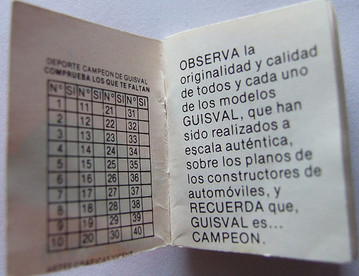 DEPORTE CAMPEON DE GUISVAL
COMPRUEBA LOS QUE TE FALTAN
Nº SI Nº SI Nº SI Nº SI
1 11 21 31
2 12 22 32
3 13 23 33
4 14 24 34
5 15 25 35
6 16 26 36
7 17 27 37
8 18 28 38
9 19 29 39
10 20 30 40
ARTES GRAFICAS
OBSERVA la
originalidad y calidad
de todos y cada uno
de los modelos
GUISVAL, que han
sido realizados a
escala auténtica,
sobre los planos de
los constructores de
automóviles, y
RECUERDA que,
GUISVAL es...
CAMPEON.